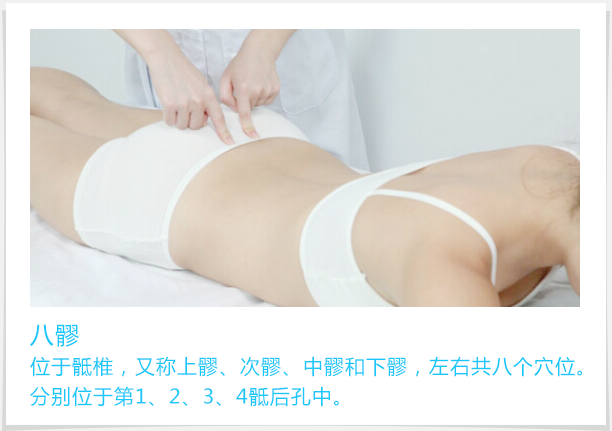 八髎
位于骶椎，又称上髎、次髎、中髎和下髎，左右共八个穴位。
分别位于第1、2、3、4骶后孔中。